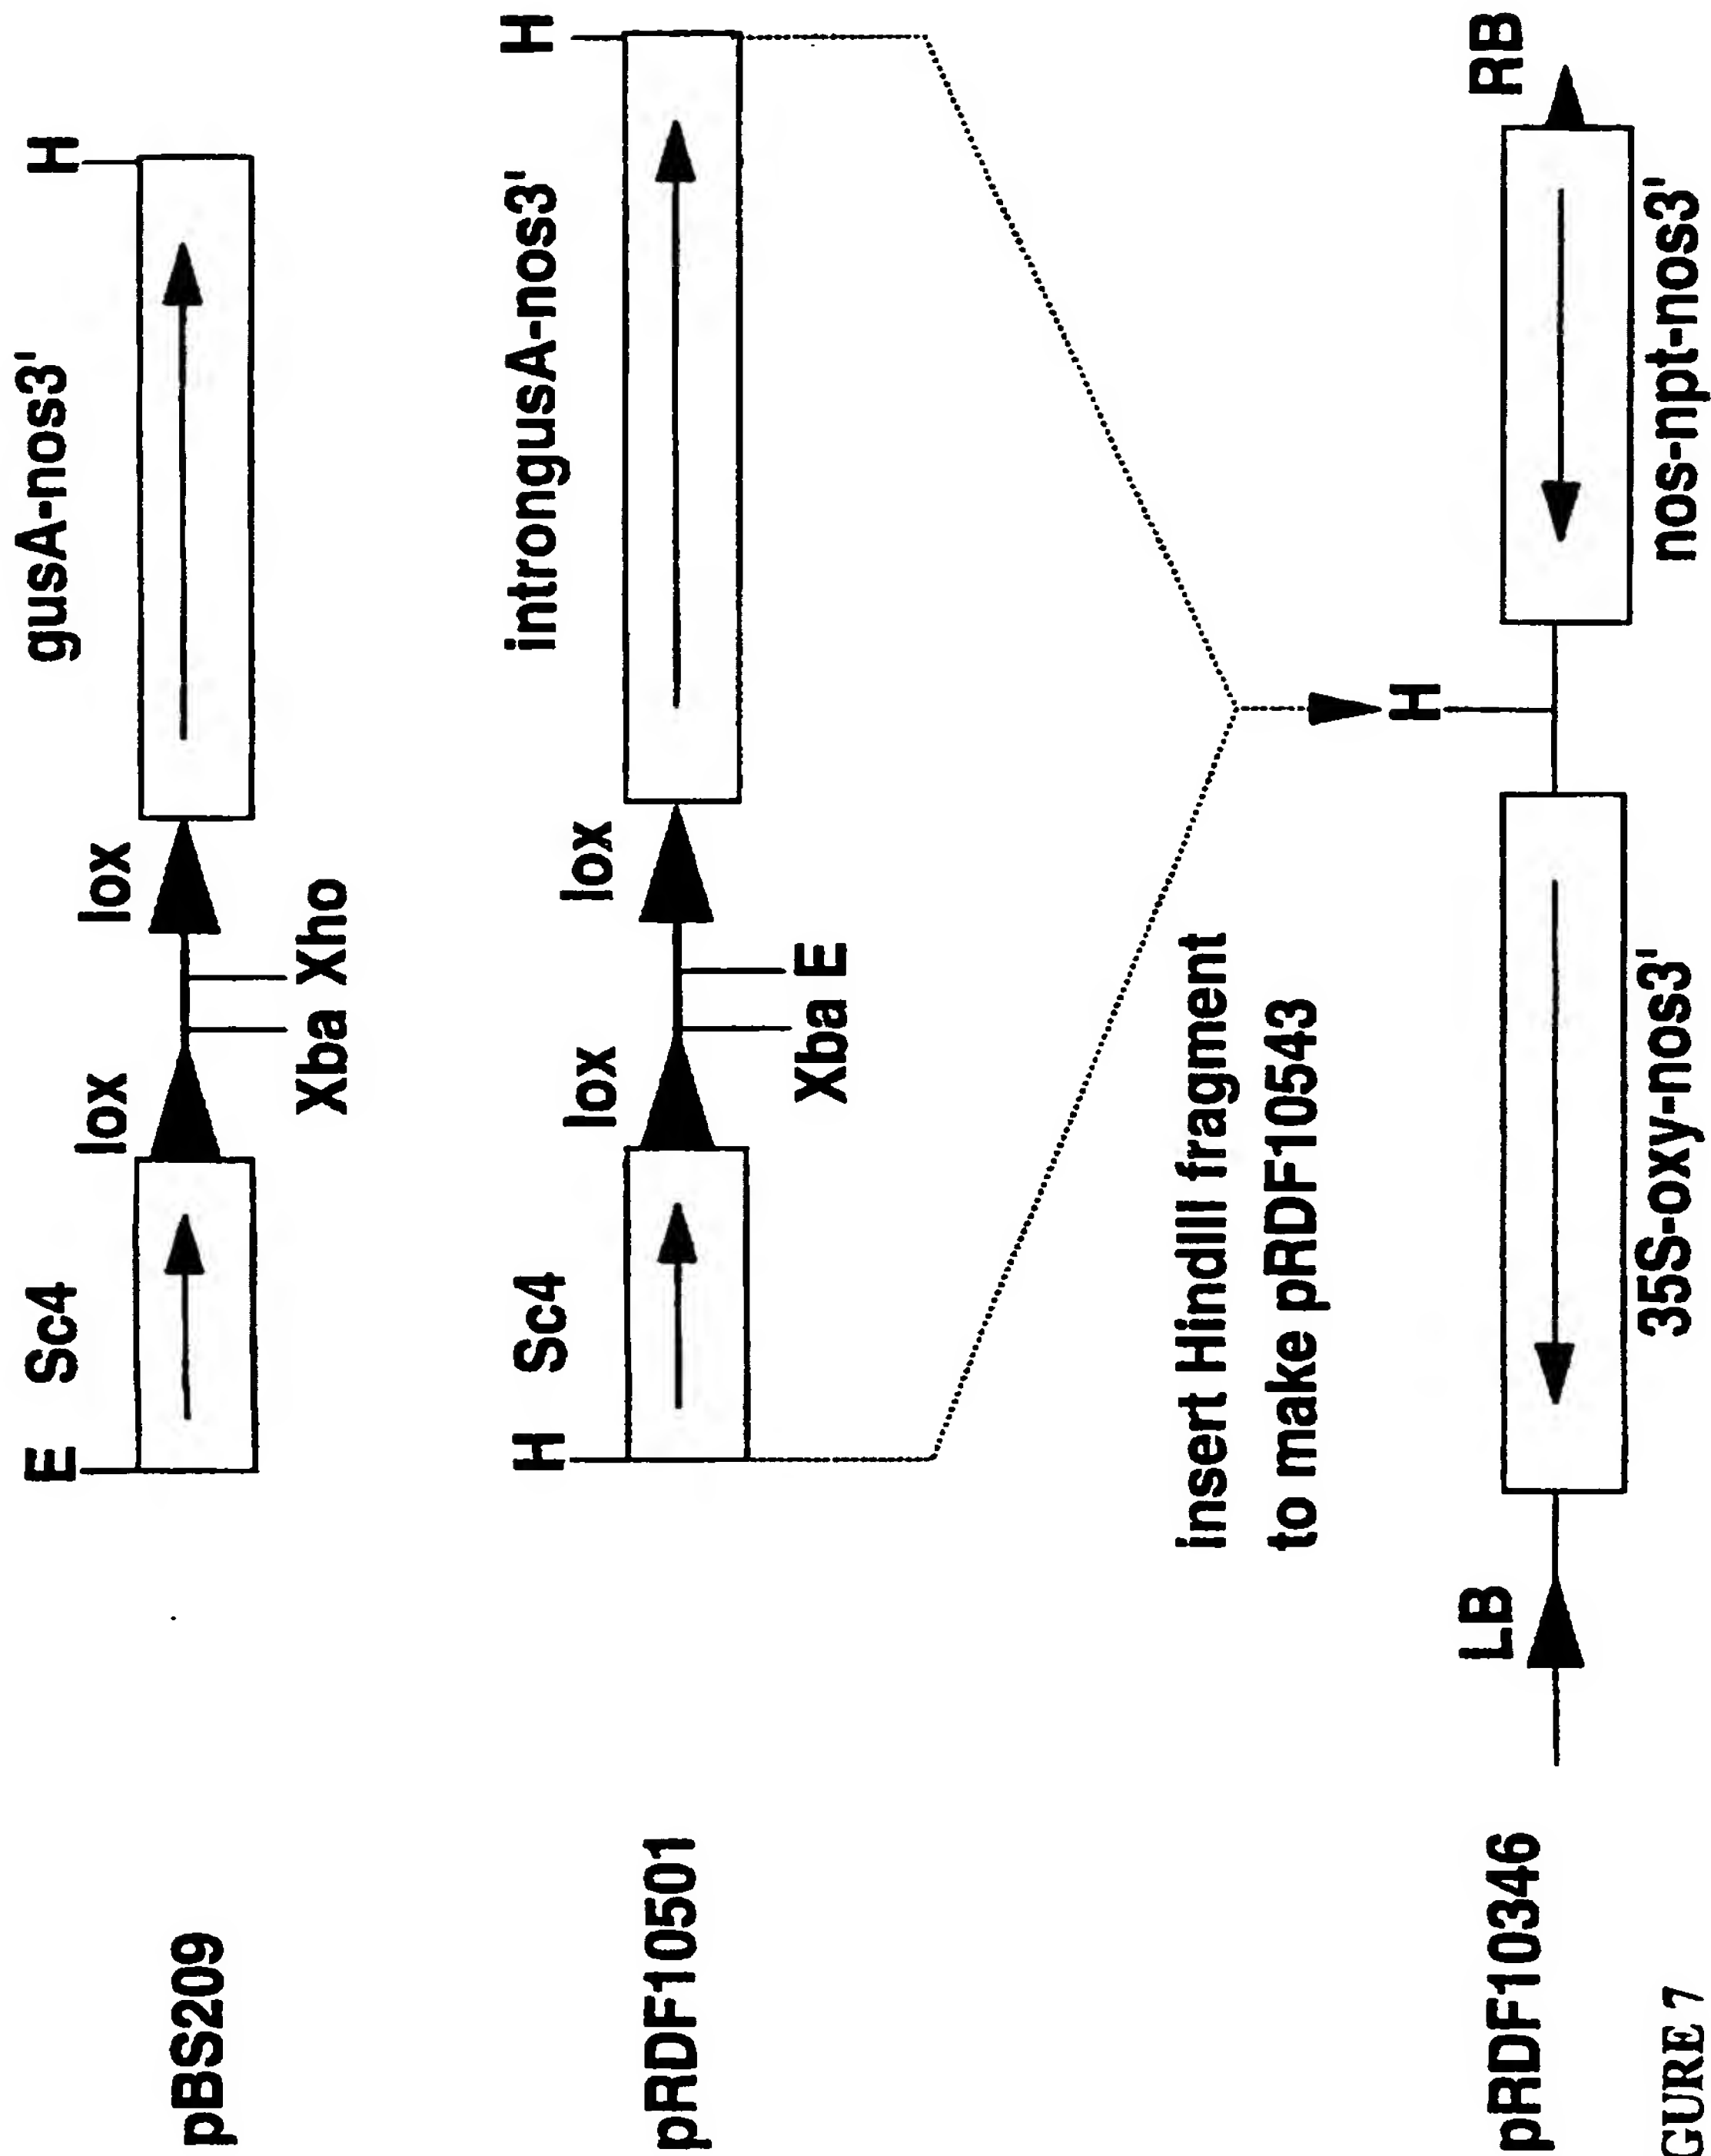 pBS209
E Sc4 lox lox gusA-nos3' H
Xba Xho
pRDF10501
H Sc4 lox lox introngusA-nos3' H
Xba E
insert HindIII fragment
to make pRDF10543
pRDF10346
LB H RB
35S-oxy-nos3' nos-npt-nos3'
GURE 7